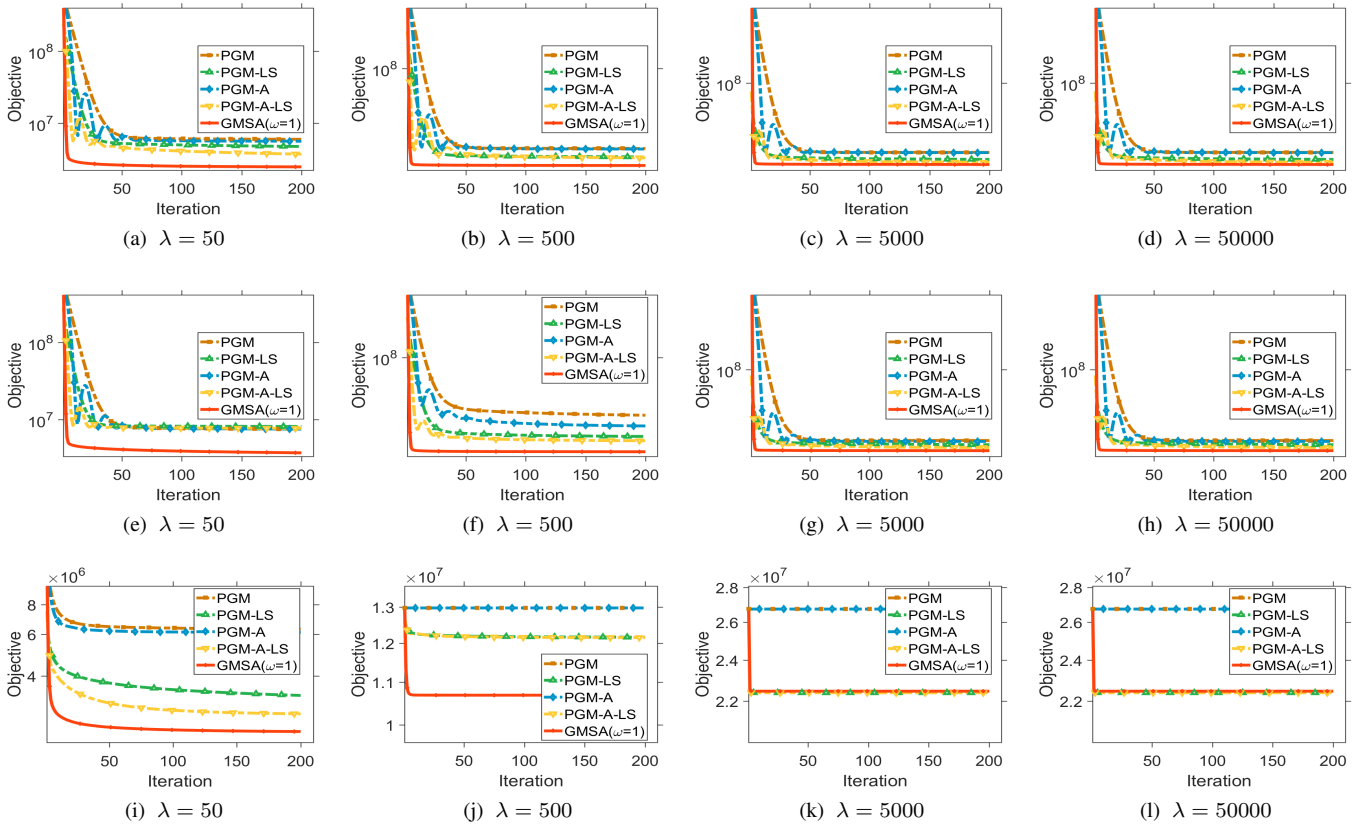 Objective
10^8
10^7
PGM
PGM-LS
PGM-A
PGM-A-LS
GMSA(ω=1)
50 100 150 200
Iteration
(a) λ = 50
Objective
10^8
PGM
PGM-LS
PGM-A
PGM-A-LS
GMSA(ω=1)
50 100 150 200
Iteration
(b) λ = 500
Objective
10^8
PGM
PGM-LS
PGM-A
PGM-A-LS
GMSA(ω=1)
50 100 150 200
Iteration
(c) λ = 5000
Objective
10^8
PGM
PGM-LS
PGM-A
PGM-A-LS
GMSA(ω=1)
50 100 150 200
Iteration
(d) λ = 50000
Objective
10^8
10^7
PGM
PGM-LS
PGM-A
PGM-A-LS
GMSA(ω=1)
50 100 150 200
Iteration
(e) λ = 50
Objective
10^8
PGM
PGM-LS
PGM-A
PGM-A-LS
GMSA(ω=1)
50 100 150 200
Iteration
(f) λ = 500
Objective
10^8
PGM
PGM-LS
PGM-A
PGM-A-LS
GMSA(ω=1)
50 100 150 200
Iteration
(g) λ = 5000
Objective
10^8
PGM
PGM-LS
PGM-A
PGM-A-LS
GMSA(ω=1)
50 100 150 200
Iteration
(h) λ = 50000
×10^6
Objective
8
6
4
PGM
PGM-LS
PGM-A
PGM-A-LS
GMSA(ω=1)
50 100 150 200
Iteration
(i) λ = 50
×10^7
Objective
1.3
1.2
1.1
1
PGM
PGM-LS
PGM-A
PGM-A-LS
GMSA(ω=1)
50 100 150 200
Iteration
(j) λ = 500
×10^7
Objective
2.8
2.6
2.4
2.2
PGM
PGM-LS
PGM-A
PGM-A-LS
GMSA(ω=1)
50 100 150 200
Iteration
(k) λ = 5000
×10^7
Objective
2.8
2.6
2.4
2.2
PGM
PGM-LS
PGM-A
PGM-A-LS
GMSA(ω=1)
50 100 150 200
Iteration
(l) λ = 50000